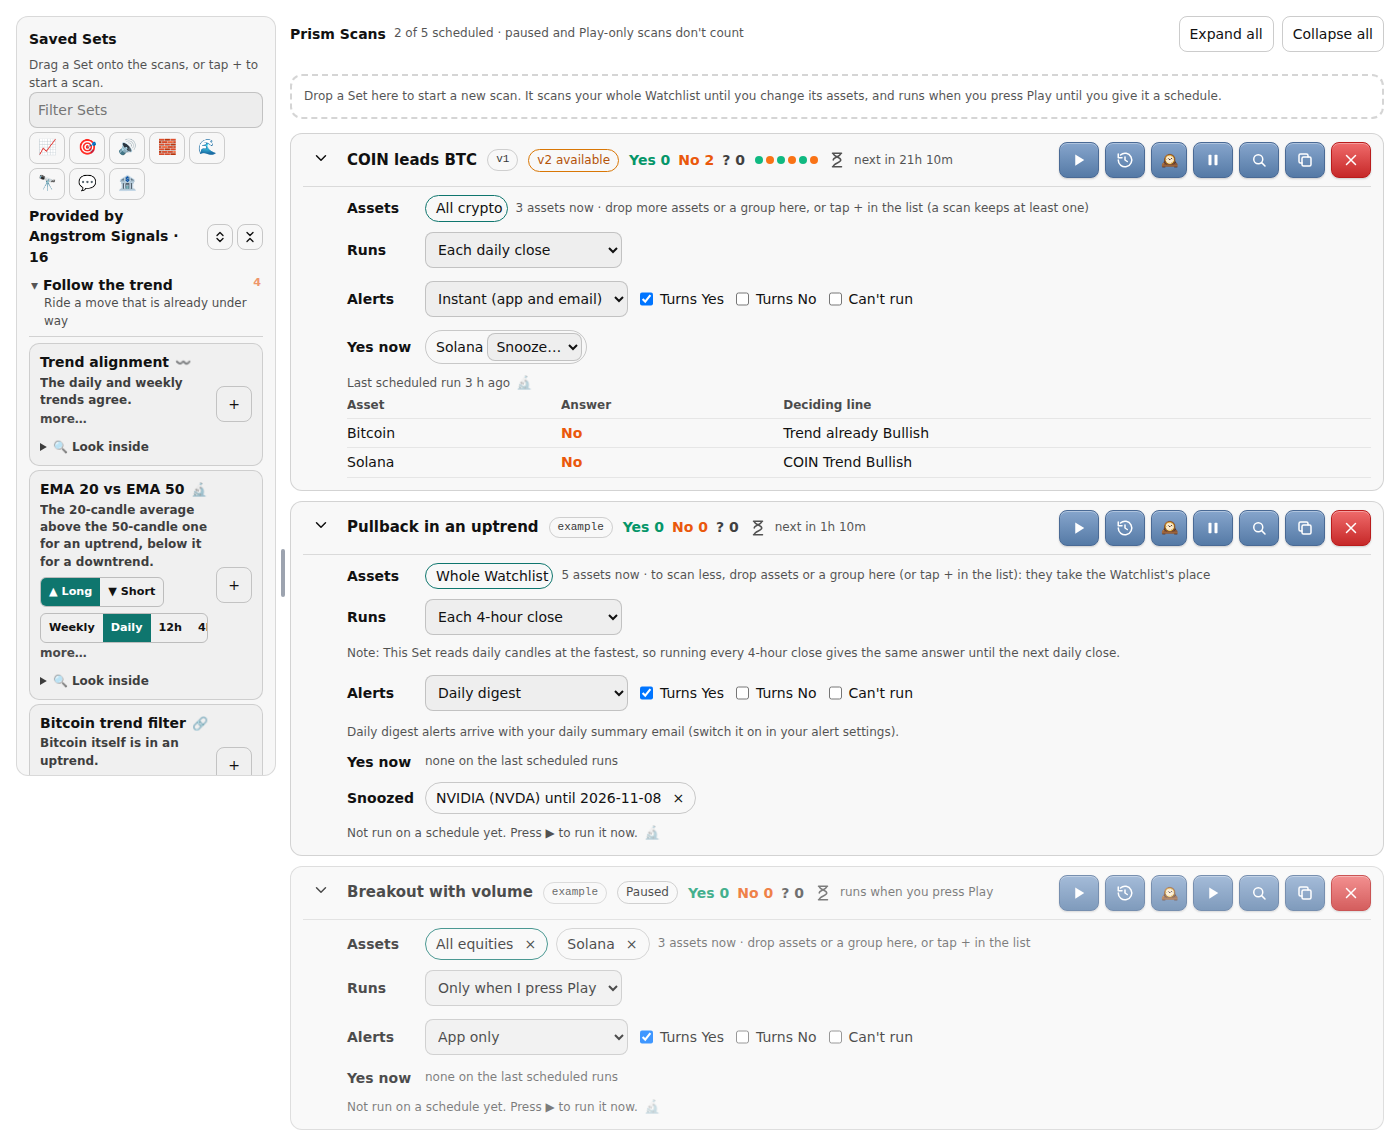 Saved Sets
Drag a Set onto the scans, or tap + to
start a scan.
Filter Sets
Provided by
Angstrom Signals ·
16
▾ Follow the trend 4
Ride a move that is already under
way
Trend alignment
The daily and weekly
trends agree.
more...
+
▶ Look inside
EMA 20 vs EMA 50
The 20-candle average
above the 50-candle one
for an uptrend, below it
for a downtrend.
▲ Long ▼ Short
+
Weekly Daily 12h
more...
▶ Look inside
Bitcoin trend filter
Bitcoin itself is in an
uptrend.
+
Prism Scans 2 of 5 scheduled · paused and Play-only scans don't count
Expand all Collapse all
Drop a Set here to start a new scan. It scans your whole Watchlist until you change its assets, and runs when you press Play until you give it a schedule.
COIN leads BTC v1 v2 available Yes 0 No 2 ? 0 next in 21h 10m
Assets All crypto 3 assets now · drop more assets or a group here, or tap + in the list (a scan keeps at least one)
Runs Each daily close
Alerts Instant (app and email) Turns Yes Turns No Can't run
Yes now Solana Snooze...
Last scheduled run 3 h ago
Asset Answer Deciding line
Bitcoin No Trend already Bullish
Solana No COIN Trend Bullish
Pullback in an uptrend example Yes 0 No 0 ? 0 next in 1h 10m
Assets Whole Watchlist 5 assets now · to scan less, drop assets or a group here (or tap + in the list): they take the Watchlist's place
Runs Each 4-hour close
Note: This Set reads daily candles at the fastest, so running every 4-hour close gives the same answer until the next daily close.
Alerts Daily digest Turns Yes Turns No Can't run
Daily digest alerts arrive with your daily summary email (switch it on in your alert settings).
Yes now none on the last scheduled runs
Snoozed NVIDIA (NVDA) until 2026-11-08 ×
Not run on a schedule yet. Press ▶ to run it now.
Breakout with volume example Paused Yes 0 No 0 ? 0 runs when you press Play
Assets All equities × Solana × 3 assets now · drop assets or a group here, or tap + in the list
Runs Only when I press Play
Alerts App only Turns Yes Turns No Can't run
Yes now none on the last scheduled runs
Not run on a schedule yet. Press ▶ to run it now.